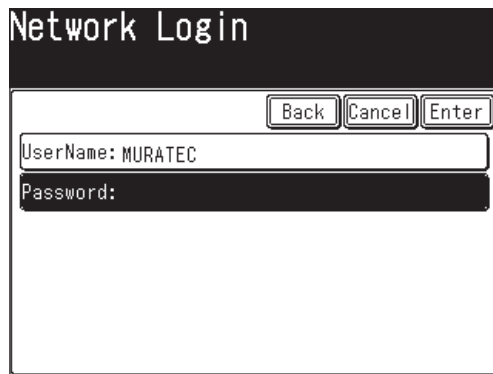 Network Login
Back Cancel Enter
UserName: MURATEC
Password: